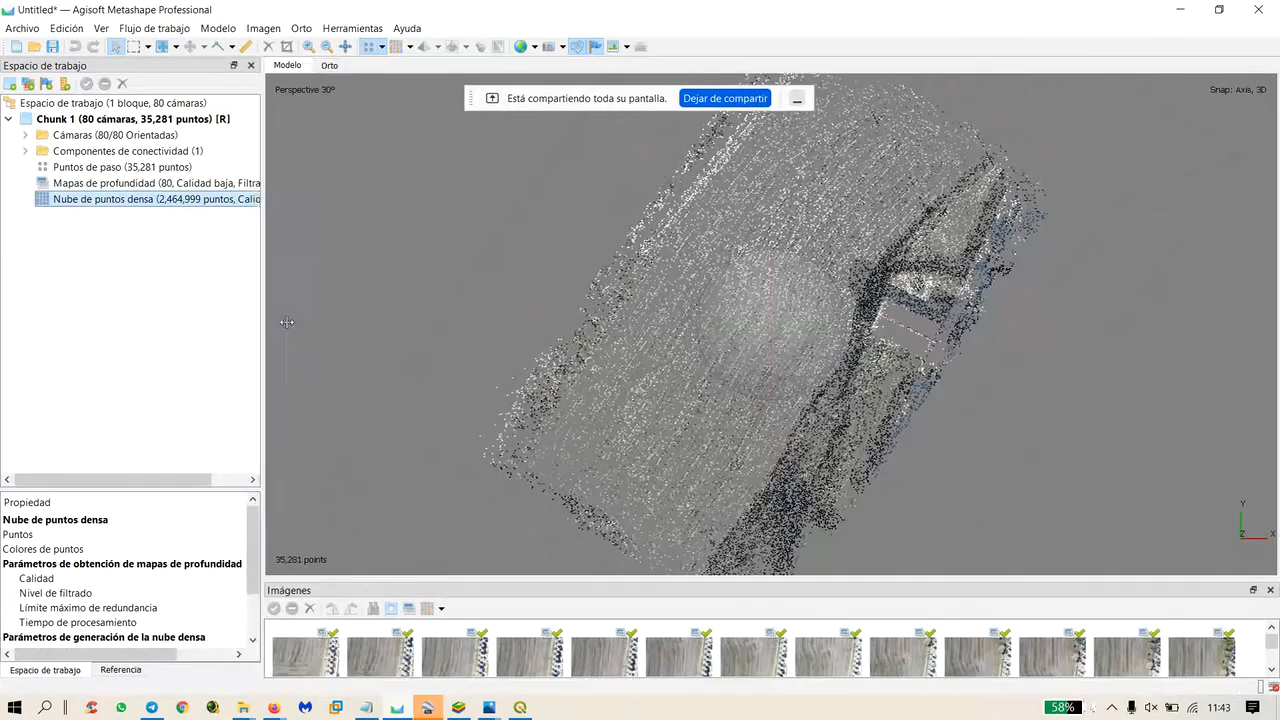 Untitled* — Agisoft Metashape Professional
Archivo Edición Ver Flujo de trabajo Modelo Imagen Orto Herramientas Ayuda
Espacio de trabajo
Modelo Orto
Espacio de trabajo (1 bloque, 80 cámaras)
Chunk 1 (80 cámaras, 35,281 puntos) [R]
Cámaras (80/80 Orientadas)
Componentes de conectividad (1)
Puntos de paso (35,281 puntos)
Mapas de profundidad (80, Calidad baja, Filtra
Nube de puntos densa (2,464,999 puntos, Calid
Perspective 30°
Está compartiendo toda su pantalla. Dejar de compartir
Snap: Axis, 3D
35,281 points
Y
Z X
Propiedad
Nube de puntos densa
Puntos
Colores de puntos
Parámetros de obtención de mapas de profundidad
Calidad
Nivel de filtrado
Límite máximo de redundancia
Tiempo de procesamiento
Parámetros de generación de la nube densa
Espacio de trabajo Referencia
Imágenes
58% 11:43